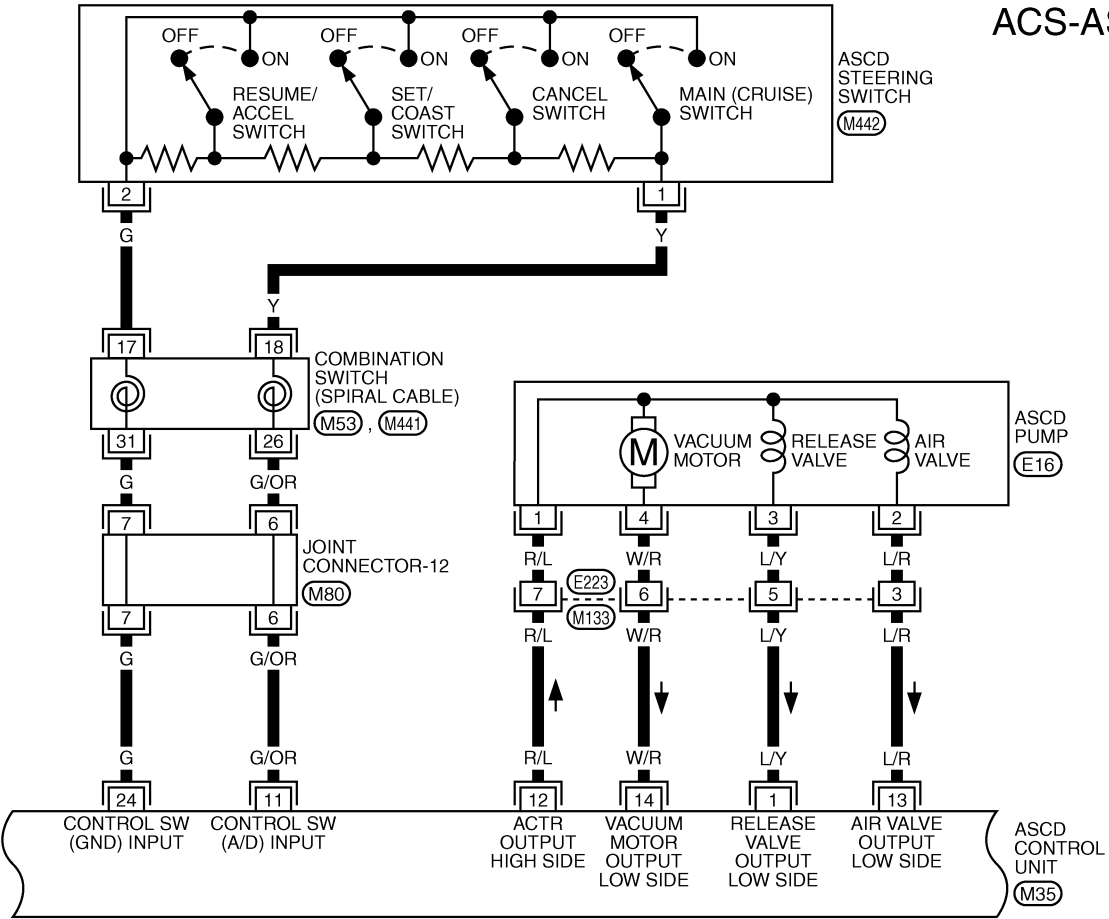 ACS-AS
OFF OFF OFF OFF
ON ON ON ON
RESUME/
ACCEL
SWITCH
SET/
COAST
SWITCH
CANCEL
SWITCH
MAIN (CRUISE)
SWITCH
ASCD
STEERING
SWITCH
M442
2 1
G Y
Y
17 18
COMBINATION
SWITCH
(SPIRAL CABLE)
M53 , M441
31 26
G G/OR
7 6
JOINT
CONNECTOR-12
M80
7 6
G G/OR
G G/OR
24 11
CONTROL SW
(GND) INPUT
CONTROL SW
(A/D) INPUT
M
VACUUM
MOTOR
RELEASE
VALVE
AIR
VALVE
ASCD
PUMP
E16
1 4 3 2
R/L W/R L/Y L/R
E223
7 6 5 3
M133
R/L W/R L/Y L/R
R/L W/R L/Y L/R
12 14 1 13
ACTR
OUTPUT
HIGH SIDE
VACUUM
MOTOR
OUTPUT
LOW SIDE
RELEASE
VALVE
OUTPUT
LOW SIDE
AIR VALVE
OUTPUT
LOW SIDE
ASCD
CONTROL
UNIT
M35